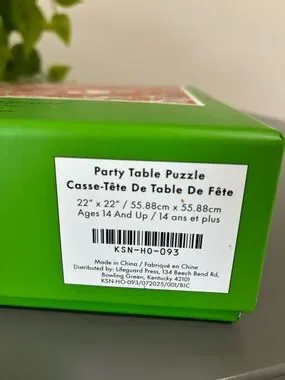 Party Table Puzzle
Casse-Tête De Table De Fête
22" x 22" / 55.88cm x 55.88cm
Ages 14 And Up / 14 ans et plus
KSN-HO-093
Made in China / Fabriqué en Chine
Distributed by: Lifeguard Press, 134 Beech Bend Rd,
Bowling Green, Kentucky 42101
KSN-HO-093/072025/001/BIC